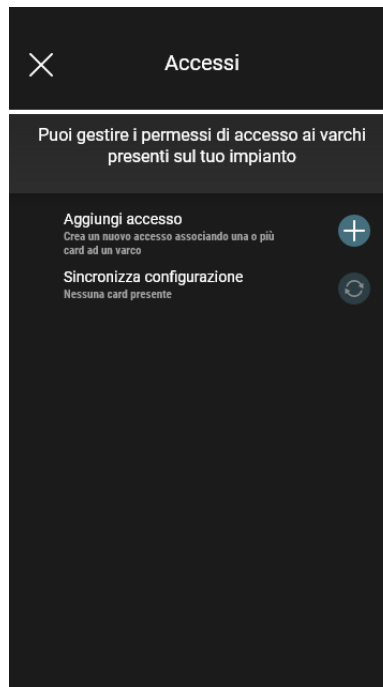 Accessi
Puoi gestire i permessi di accesso ai varchi
presenti sul tuo impianto
Aggiungi accesso
Crea un nuovo accesso associando una o più
card ad un varco
Sincronizza configurazione
Nessuna card presente